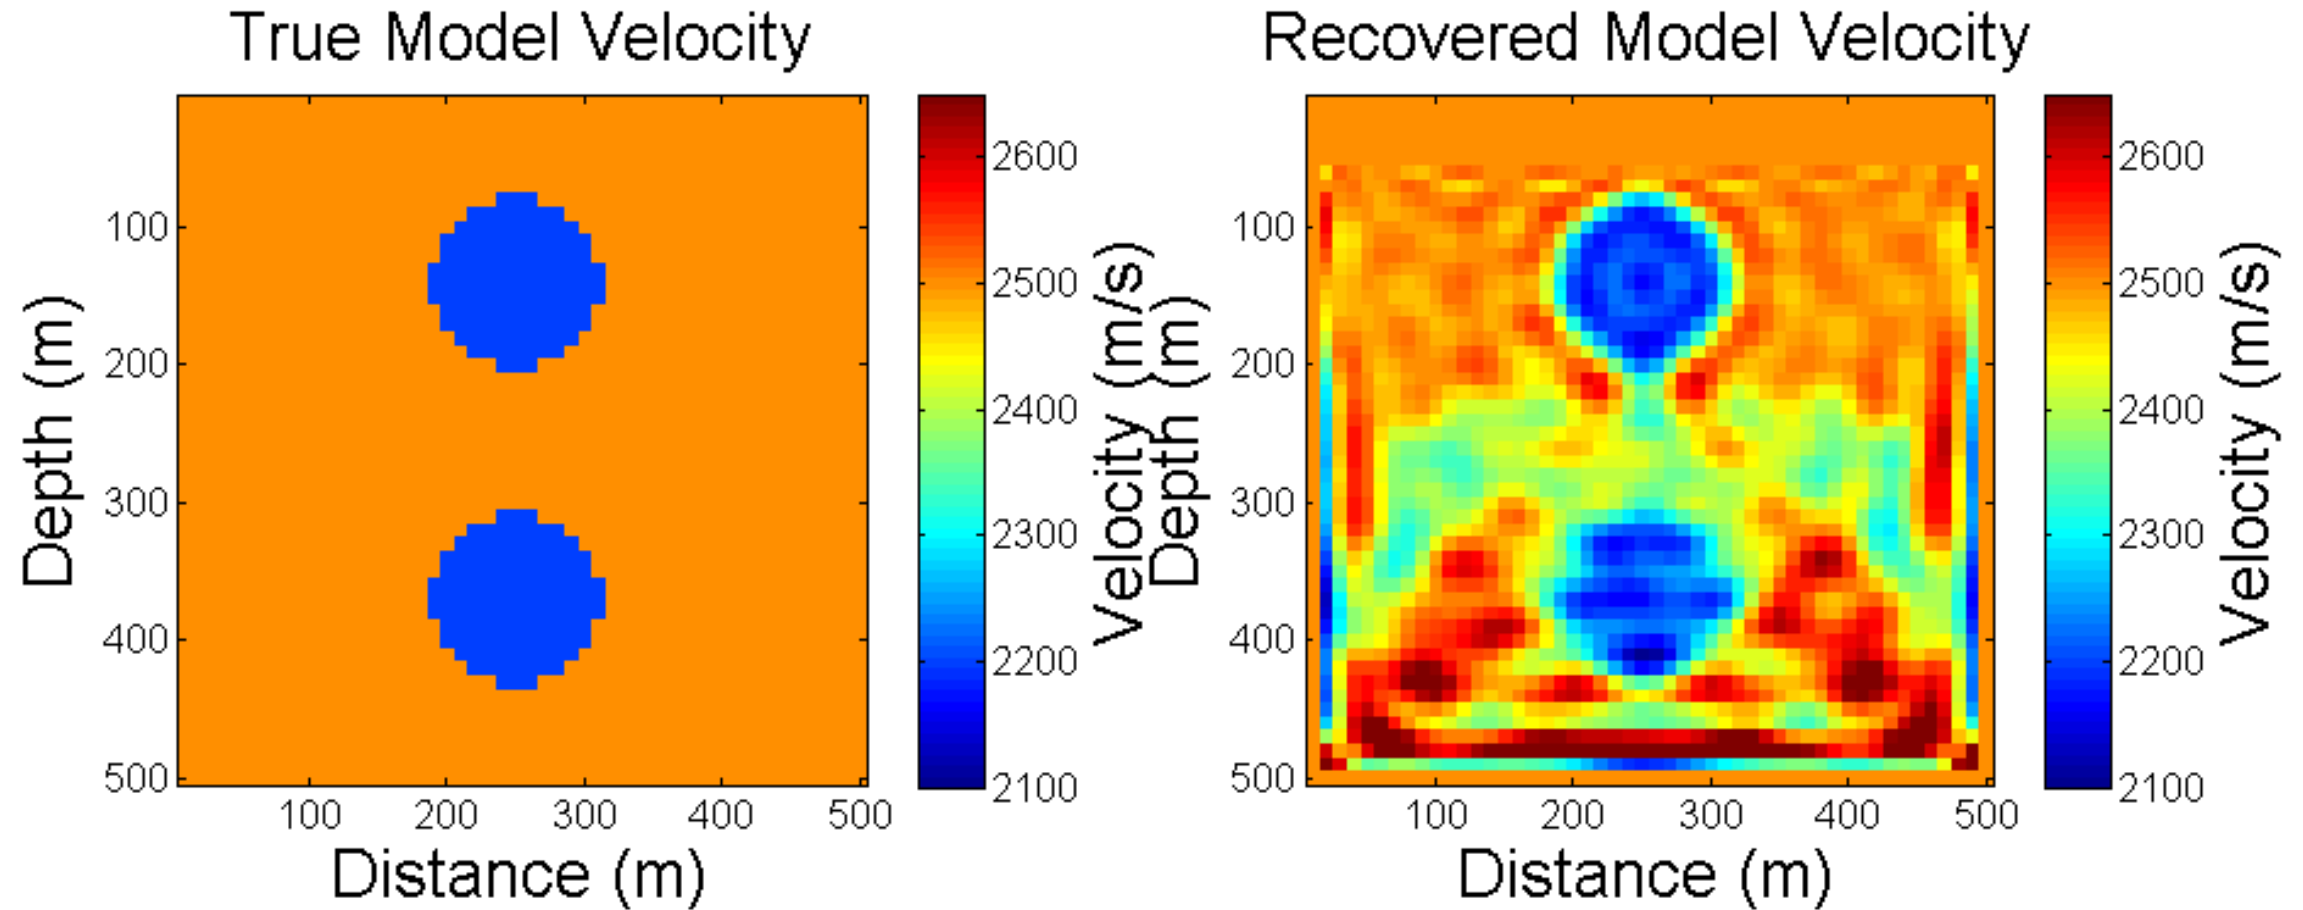 True Model Velocity
Depth (m)
100
200
300
400
500
100 200 300 400 500
Distance (m)
2600
2500
2400
2300
2200
2100
Velocity (m/s)
Recovered Model Velocity
Depth (m)
100
200
300
400
500
100 200 300 400 500
Distance (m)
2600
2500
2400
2300
2200
2100
Velocity (m/s)